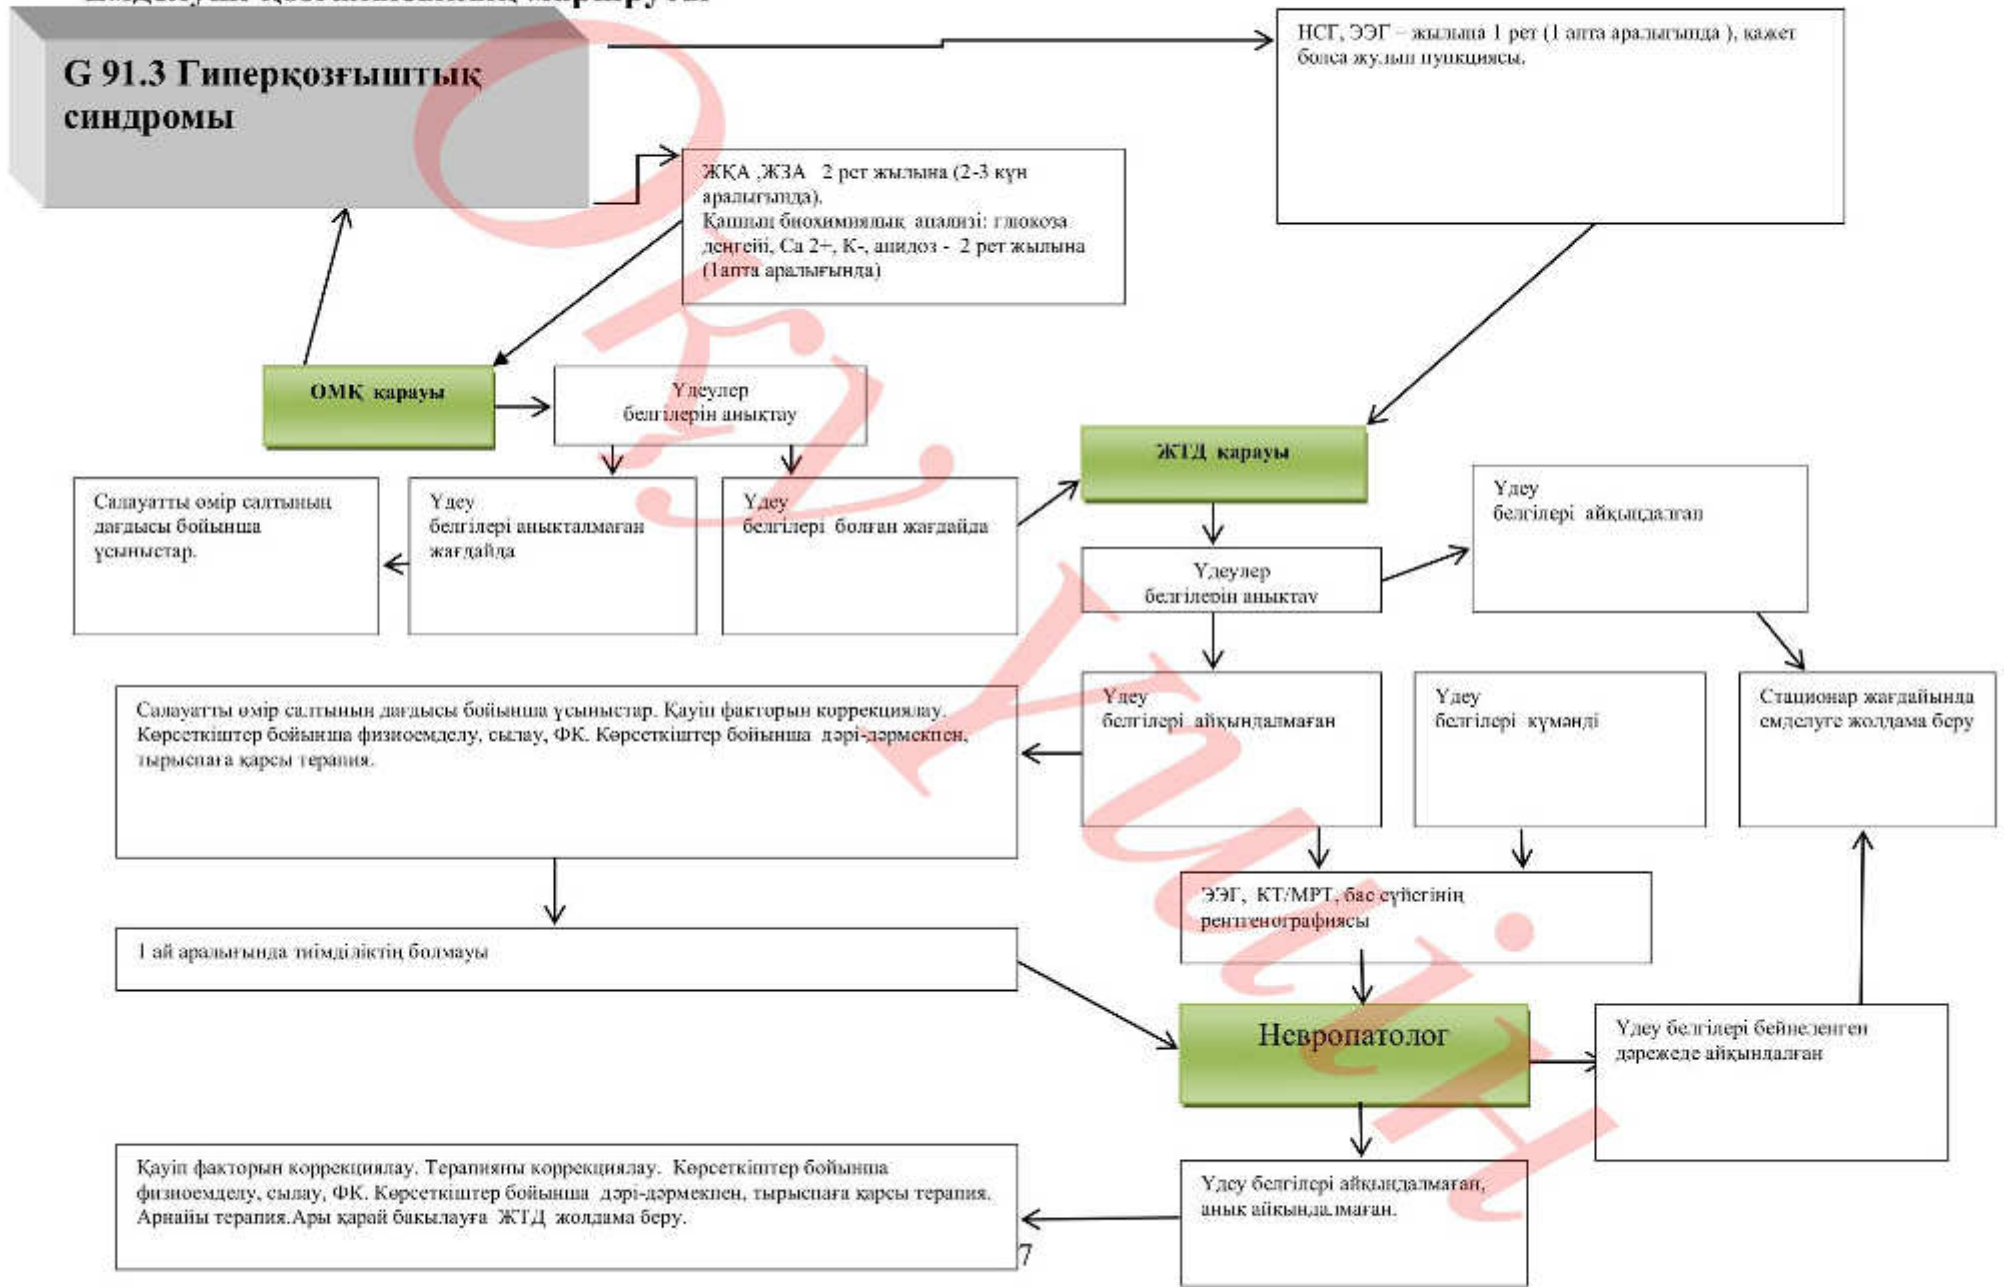 G 91.3 Гиперқозғыштық
синдромы
НСГ, ЭЭГ – жылына 1 рет (1 апта аралығында ), қажет
болса жұлын пункциясы.
ЖҚА ,ЖЗА 2 рет жылына (2-3 күн
аралығында).
Қанның биохимиялық анализі: глюкоза
деңгейі, Са 2+, К-, ацидоз - 2 рет жылына
(1апта аралығында)
ОМҚ қарауы
Үдеулер
белгілерін анықтау
ЖТД қарауы
Салауатты өмір салтының
дағдысы бойынша
ұсыныстар.
Үдеу
белгілері анықталмаған
жағдайда
Үдеу
белгілері болған жағдайда
Үдеу
белгілері айқындалған
Үдеулер
белгілерін анықтау
Салауатты өмір салтының дағдысы бойынша ұсыныстар. Қауіп факторын коррекциялау.
Көрсеткіштер бойынша физиоемделу, сылау, ФК. Көрсеткіштер бойынша дәрі-дәрмекпен,
тырыспаға қарсы терапия.
Үдеу
белгілері айқындалмаған
Үдеу
белгілері күмәнді
Стационар жағдайында
емделуге жолдама беру
ЭЭГ, КТ/МРТ, бас сүйегінің
рентгенографиясы
1 ай аралығында тиімділіктің болмауы
Невропатолог
Үдеу белгілері бейнеленген
дәрежеде айқындалған
Қауіп факторын коррекциялау. Терапияны коррекциялау. Көрсеткіштер бойынша
физиоемделу, сылау, ФК. Көрсеткіштер бойынша дәрі-дәрмекпен, тырыспаға қарсы терапия.
Арнайы терапия.Ары қарай бақылауға ЖТД жолдама беру.
Үдеу белгілері айқындалмаған,
анық айқындалмаған.
7
Оқу үшін